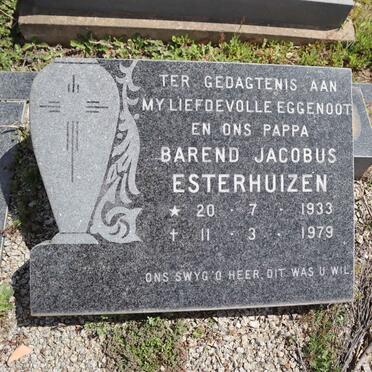 TER GEDAGTENIS AAN
MY LIEFDEVOLLE EGGENOOT
EN ONS PAPPA
BAREND JACOBUS
ESTERHUIZEN
★ 20 · 7 · 1933
† 11 · 3 · 1979
ONS SWYG 'O HEER, DIT WAS U WIL.